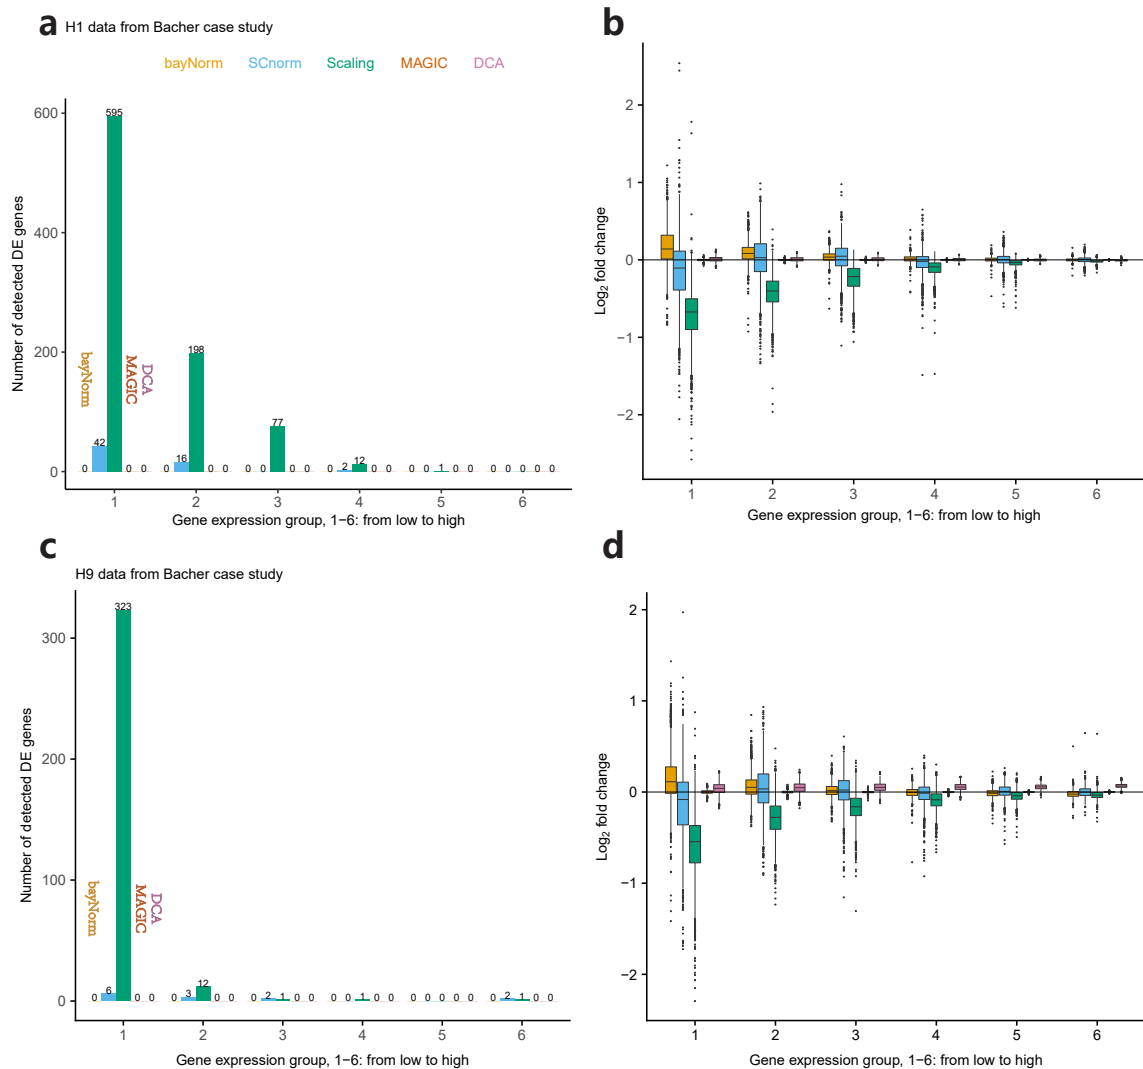 a H1 data from Bacher case study
bayNorm SCnorm Scaling MAGIC DCA
Number of detected DE genes
600
400
200
0
595
198
77
42 16 2 12
bayNorm
MAGIC
DCA
0 0 0 0 0 0 0 0 0 0 0 0 0 0 0 1 0 0 0 0 0 0 0
1 2 3 4 5 6
Gene expression group, 1−6: from low to high
b
Log2 fold change
2
1
0
−1
−2
1 2 3 4 5 6
Gene expression group, 1−6: from low to high
c
H9 data from Bacher case study
Number of detected DE genes
300
200
100
0
323
bayNorm
MAGIC
DCA
0 6 0 0 0 3 12 0 0 0 2 1 0 0 0 0 1 0 0 0 0 0 0 0 0 2 1 0 0
1 2 3 4 5 6
Gene expression group, 1−6: from low to high
d
Log2 fold change
2
1
0
−1
−2
1 2 3 4 5 6
Gene expression group, 1−6: from low to high